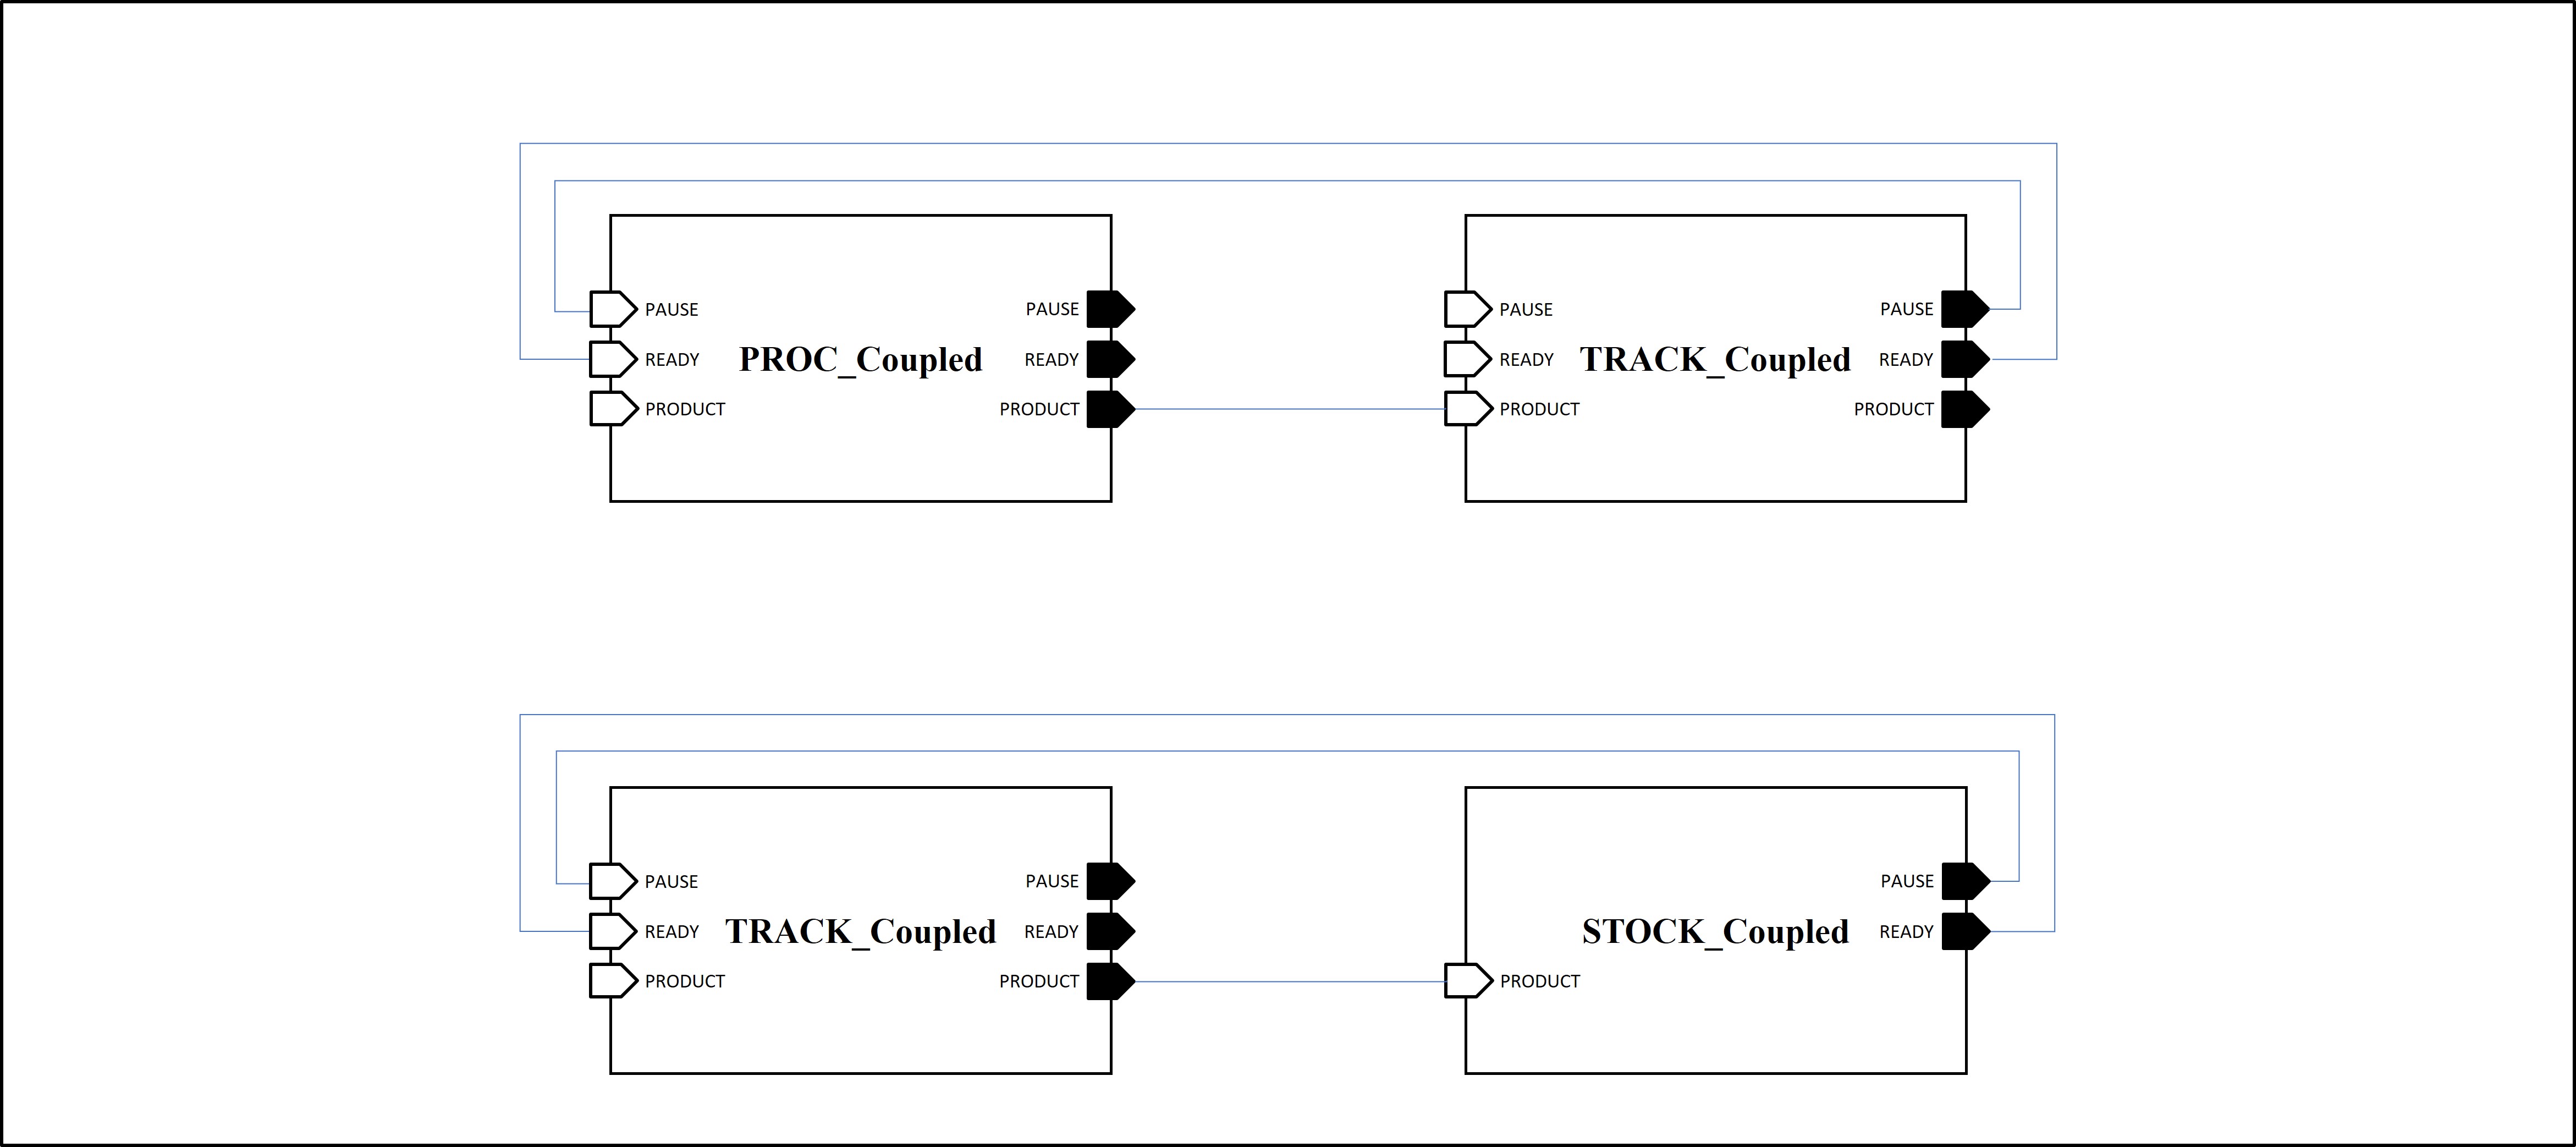 PAUSE PAUSE PAUSE PAUSE
READY PROC_Coupled READY READY TRACK_Coupled READY
PRODUCT PRODUCT PRODUCT PRODUCT
PAUSE PAUSE PAUSE
READY TRACK_Coupled READY STOCK_Coupled READY
PRODUCT PRODUCT PRODUCT